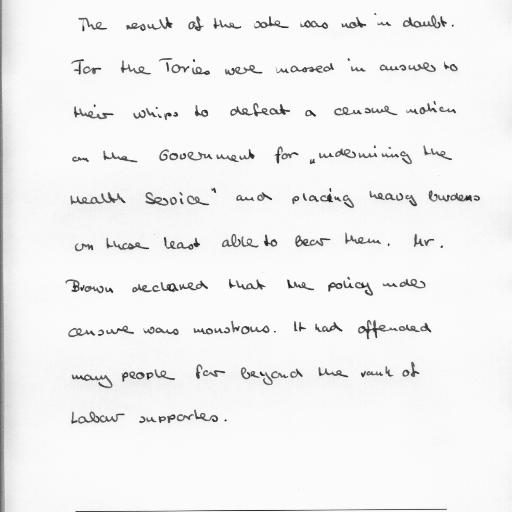 The result of the vote was not in doubt.
For the Tories were massed in answer to
their whips to defeat a censure motion
on the Government for „undermining the
Health Service" and placing heavy burdens
on those least able to bear them. Mr.
Brown declared that the policy under
censure was monstrous. It had offended
many people far beyond the rank of
Labour supporters.